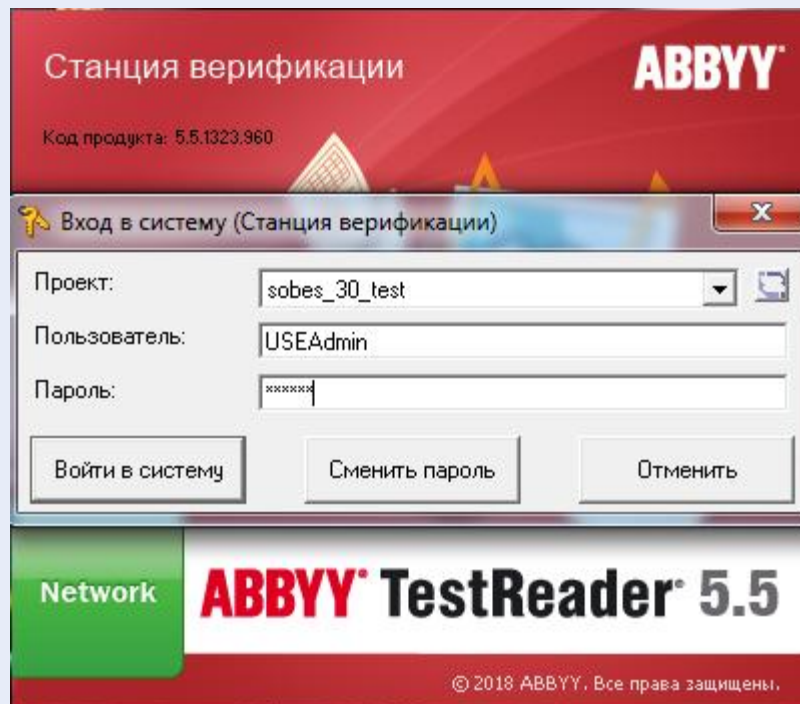 Станция верификации
ABBYY
Код продукта: 5.5.1323.960
Вход в систему (Станция верификации)
Проект:
sobes_30_test
Пользователь:
USEAdmin
Пароль:
××××××
Войти в систему
Сменить пароль
Отменить
Network
ABBYY TestReader 5.5
© 2018 ABBYY. Все права защищены.